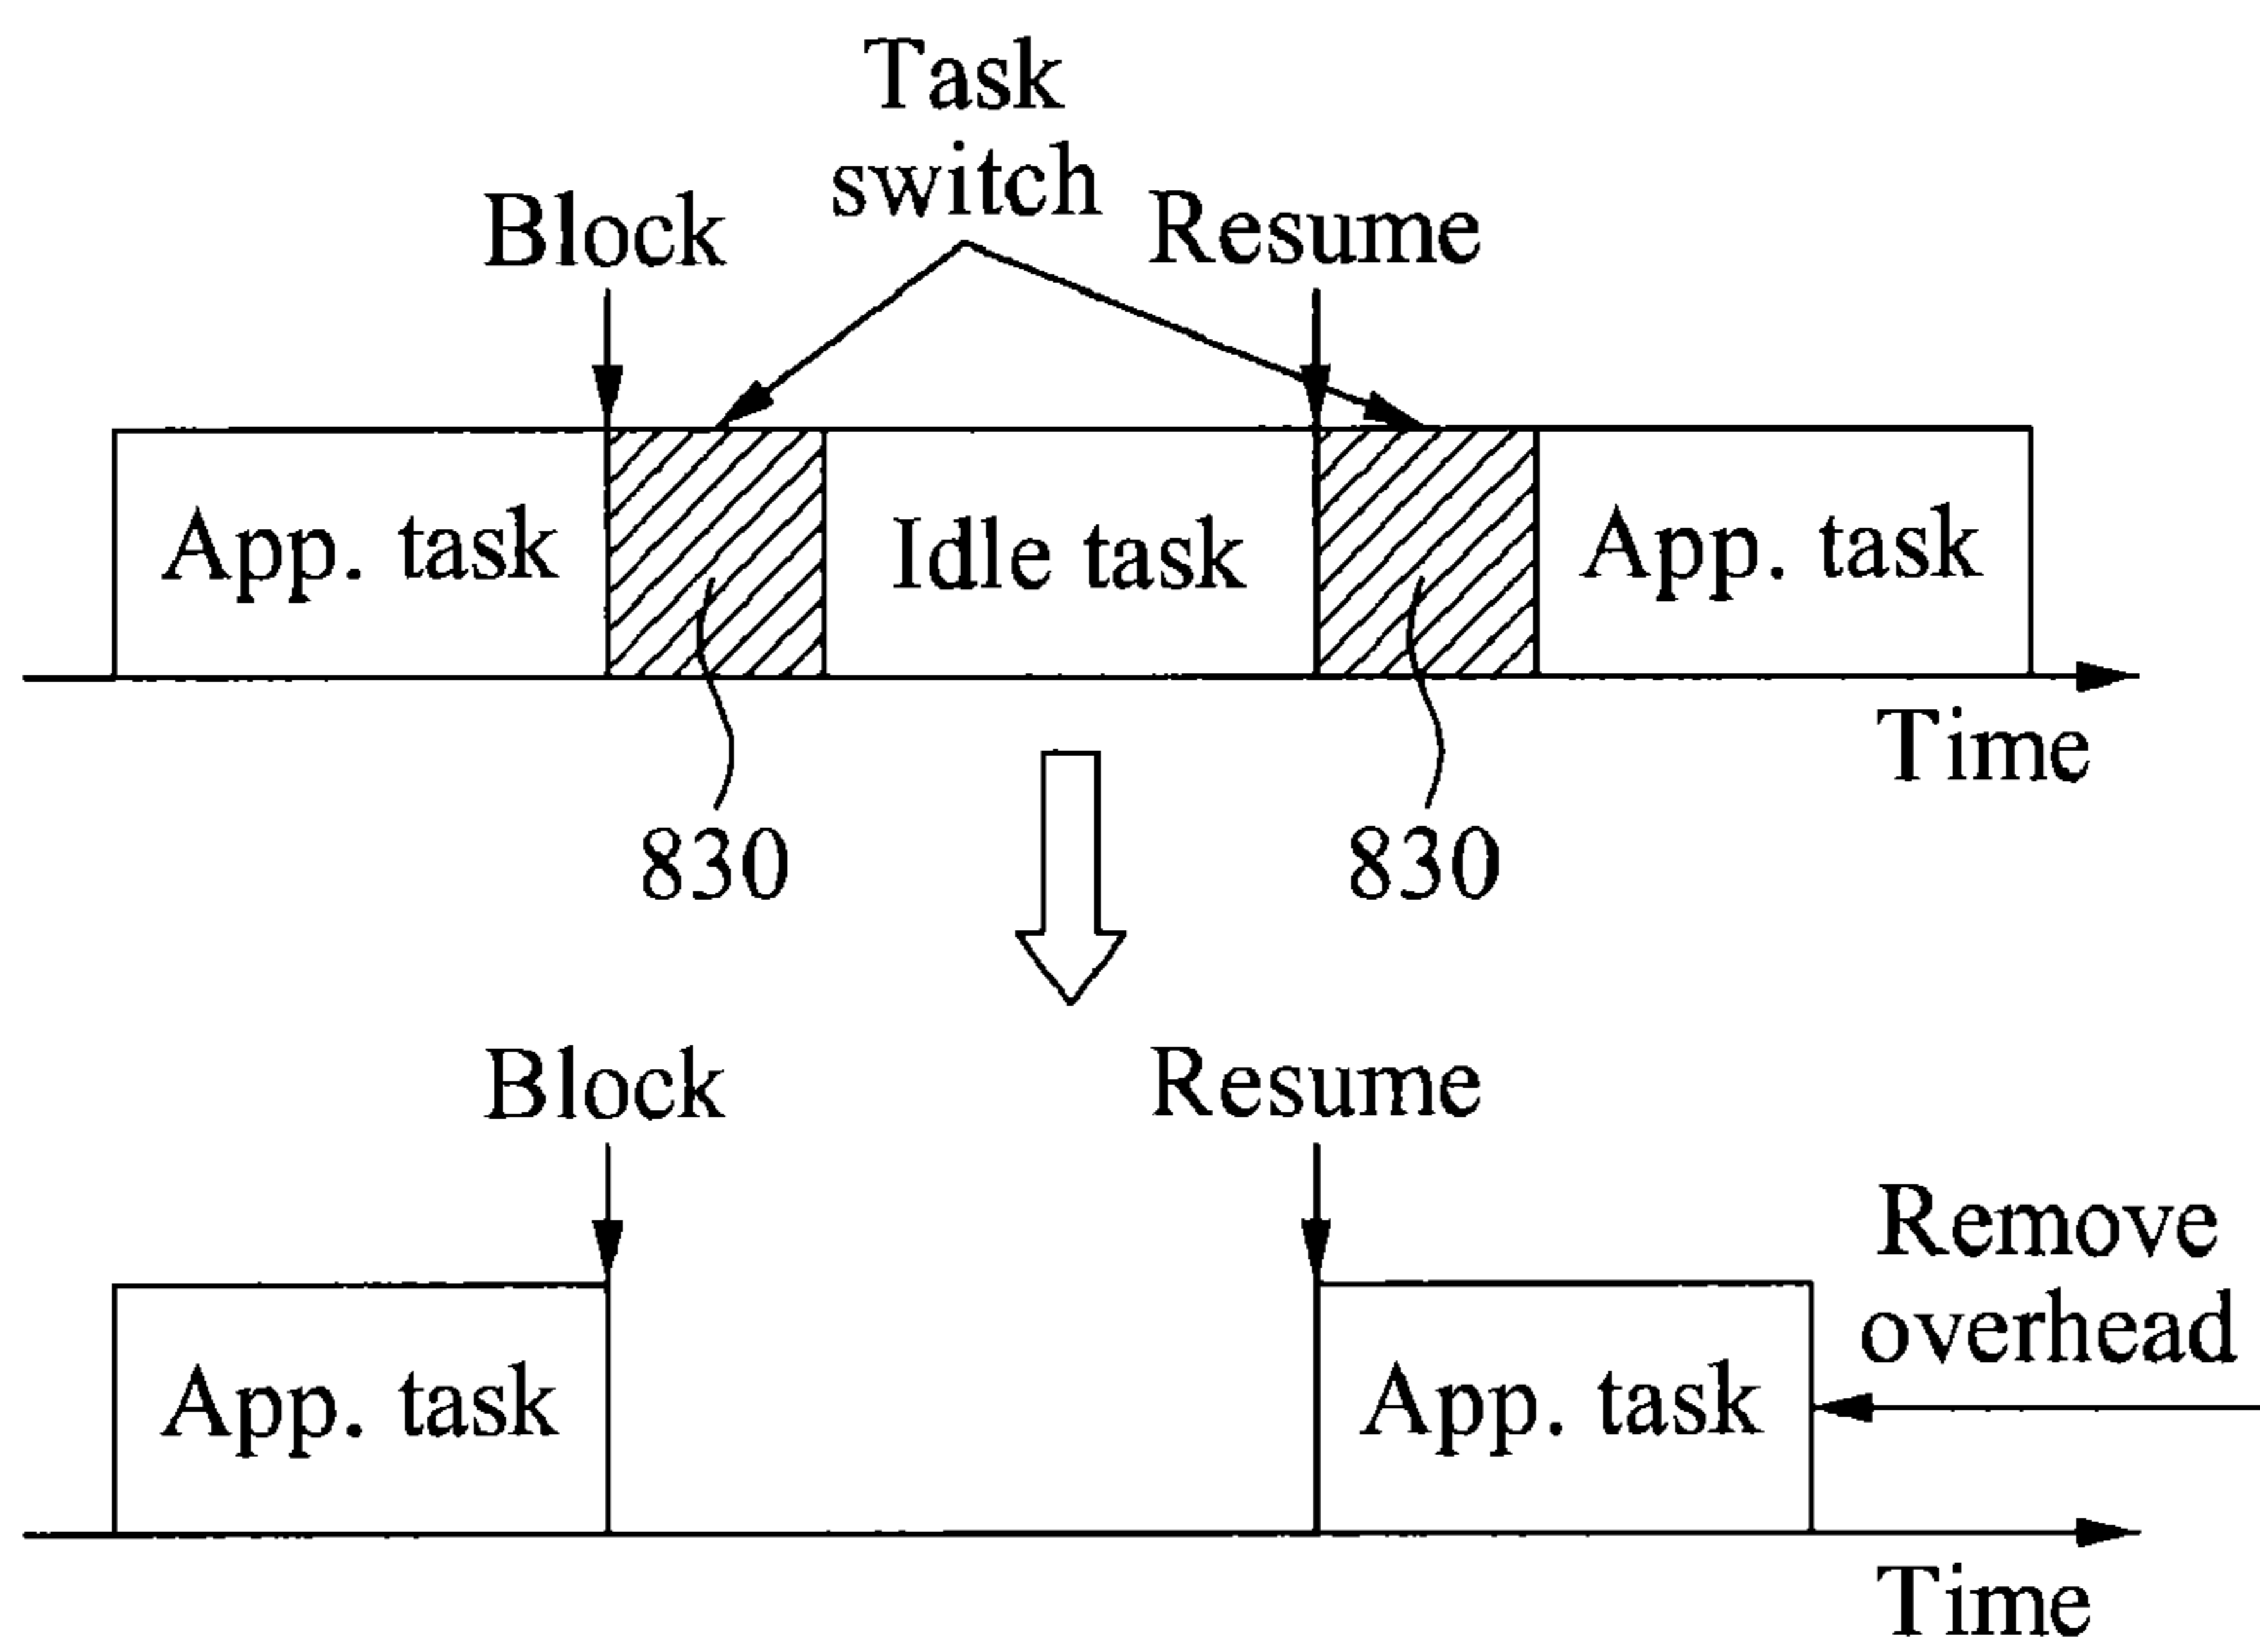 Task
switch
Block
Resume
App. task
Idle task
App. task
Time
830
830
Block
Resume
Remove
overhead
App. task
App. task
Time